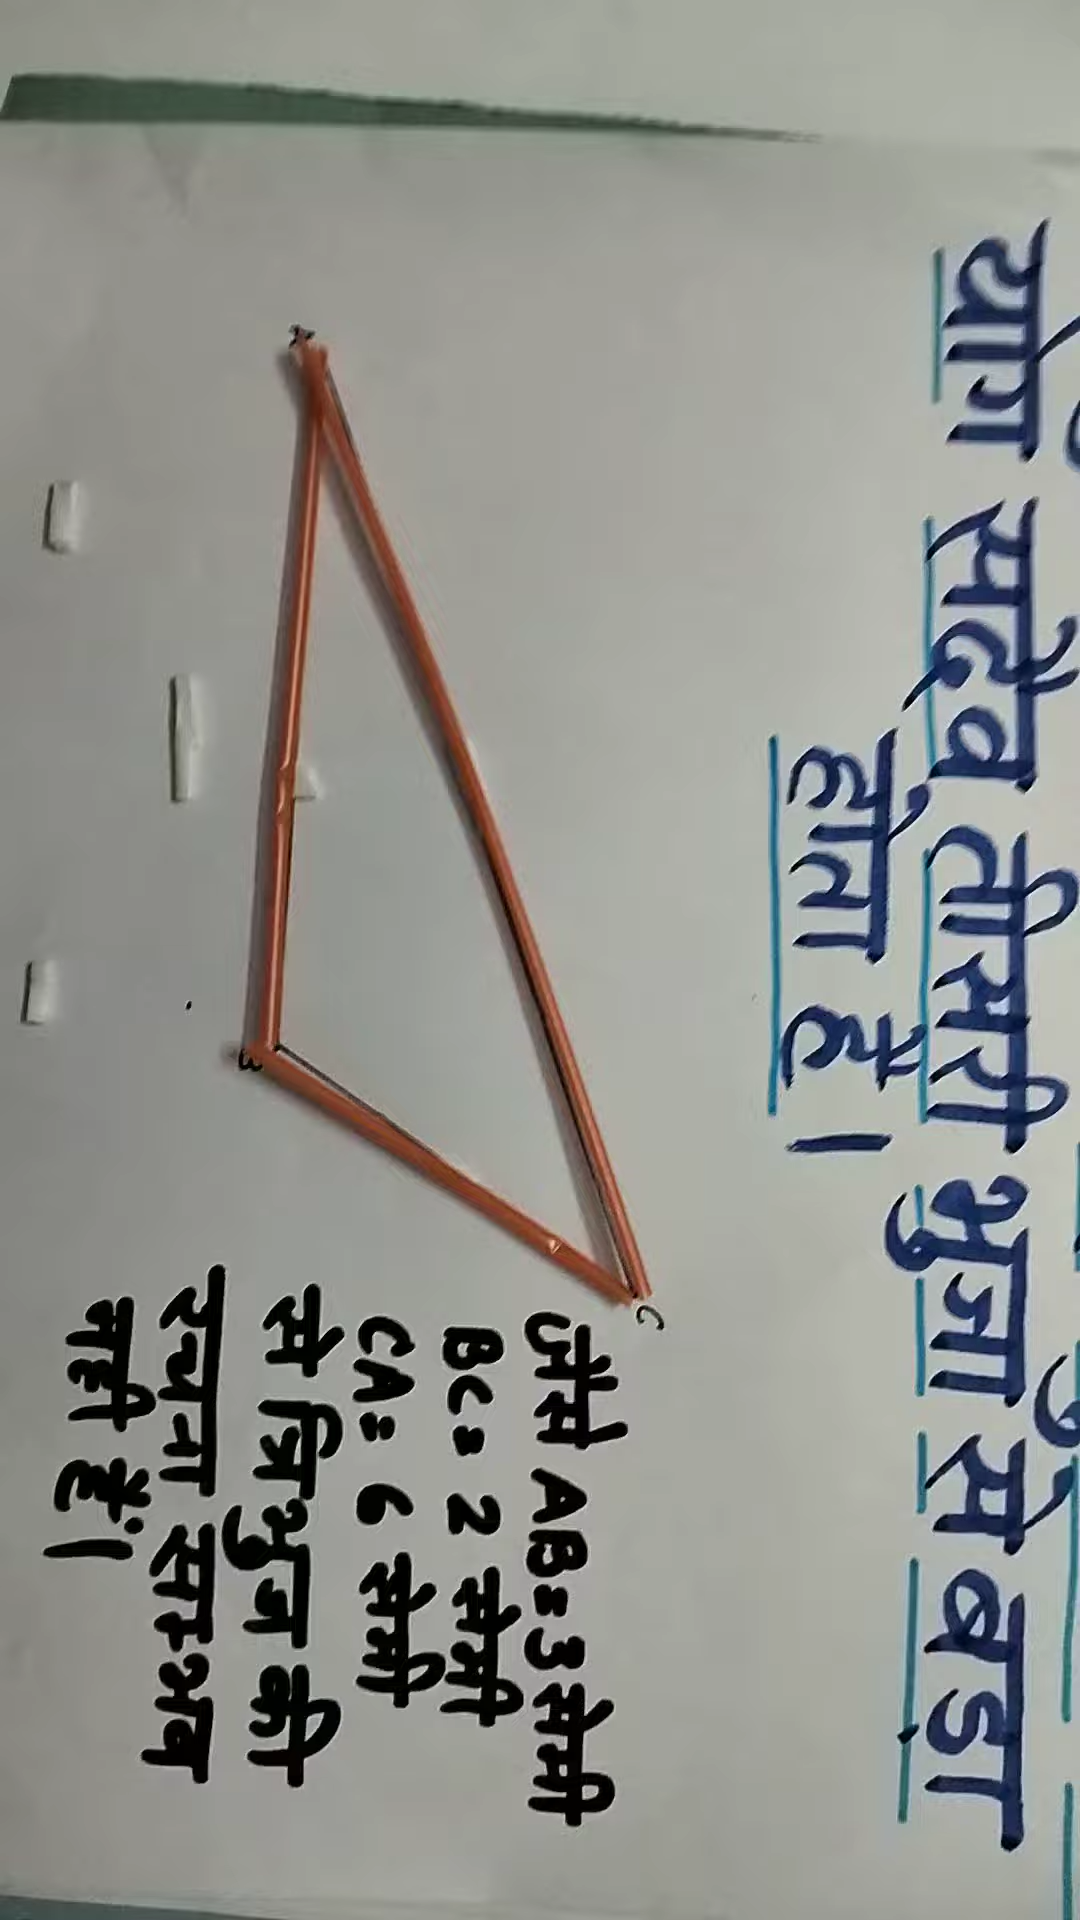 योग सदैव तीसरी भुजा से बड़ा
होता है।
A
B
C
जैसे AB=3 सेमी
BC= 2 सेमी
CA= 6 सेमी
से त्रिभुज की
रचना सम्भव
नहीं हैं।